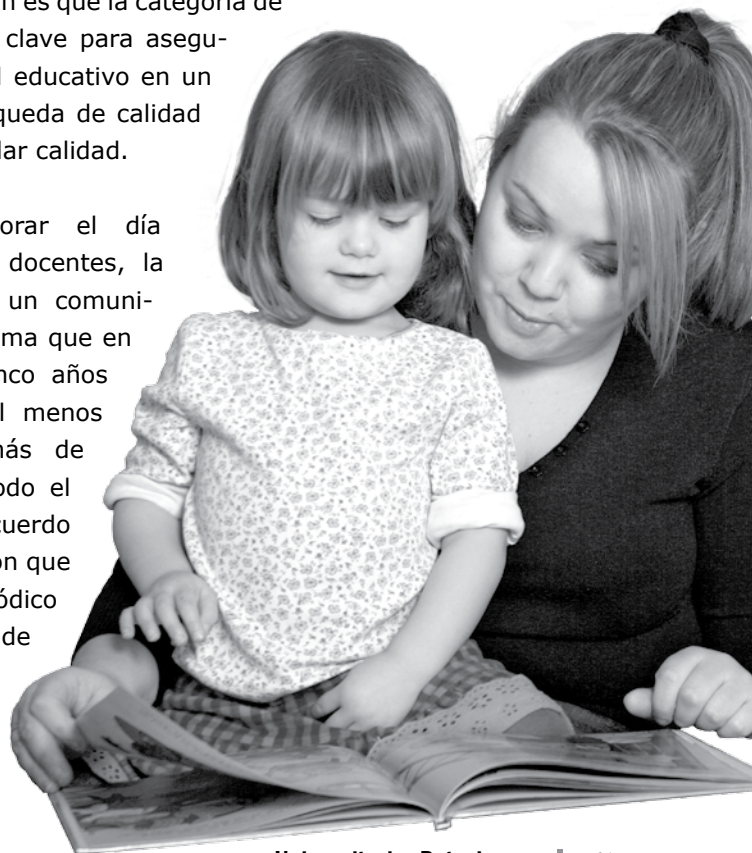 es que la categoría de
clave para asegu-
educativo en un
queda de calidad
lar calidad.
orar el día
docentes, la
un comuni-
ma que en
nco años
l menos
más de
odo el
cuerdo
on que
ódico
de